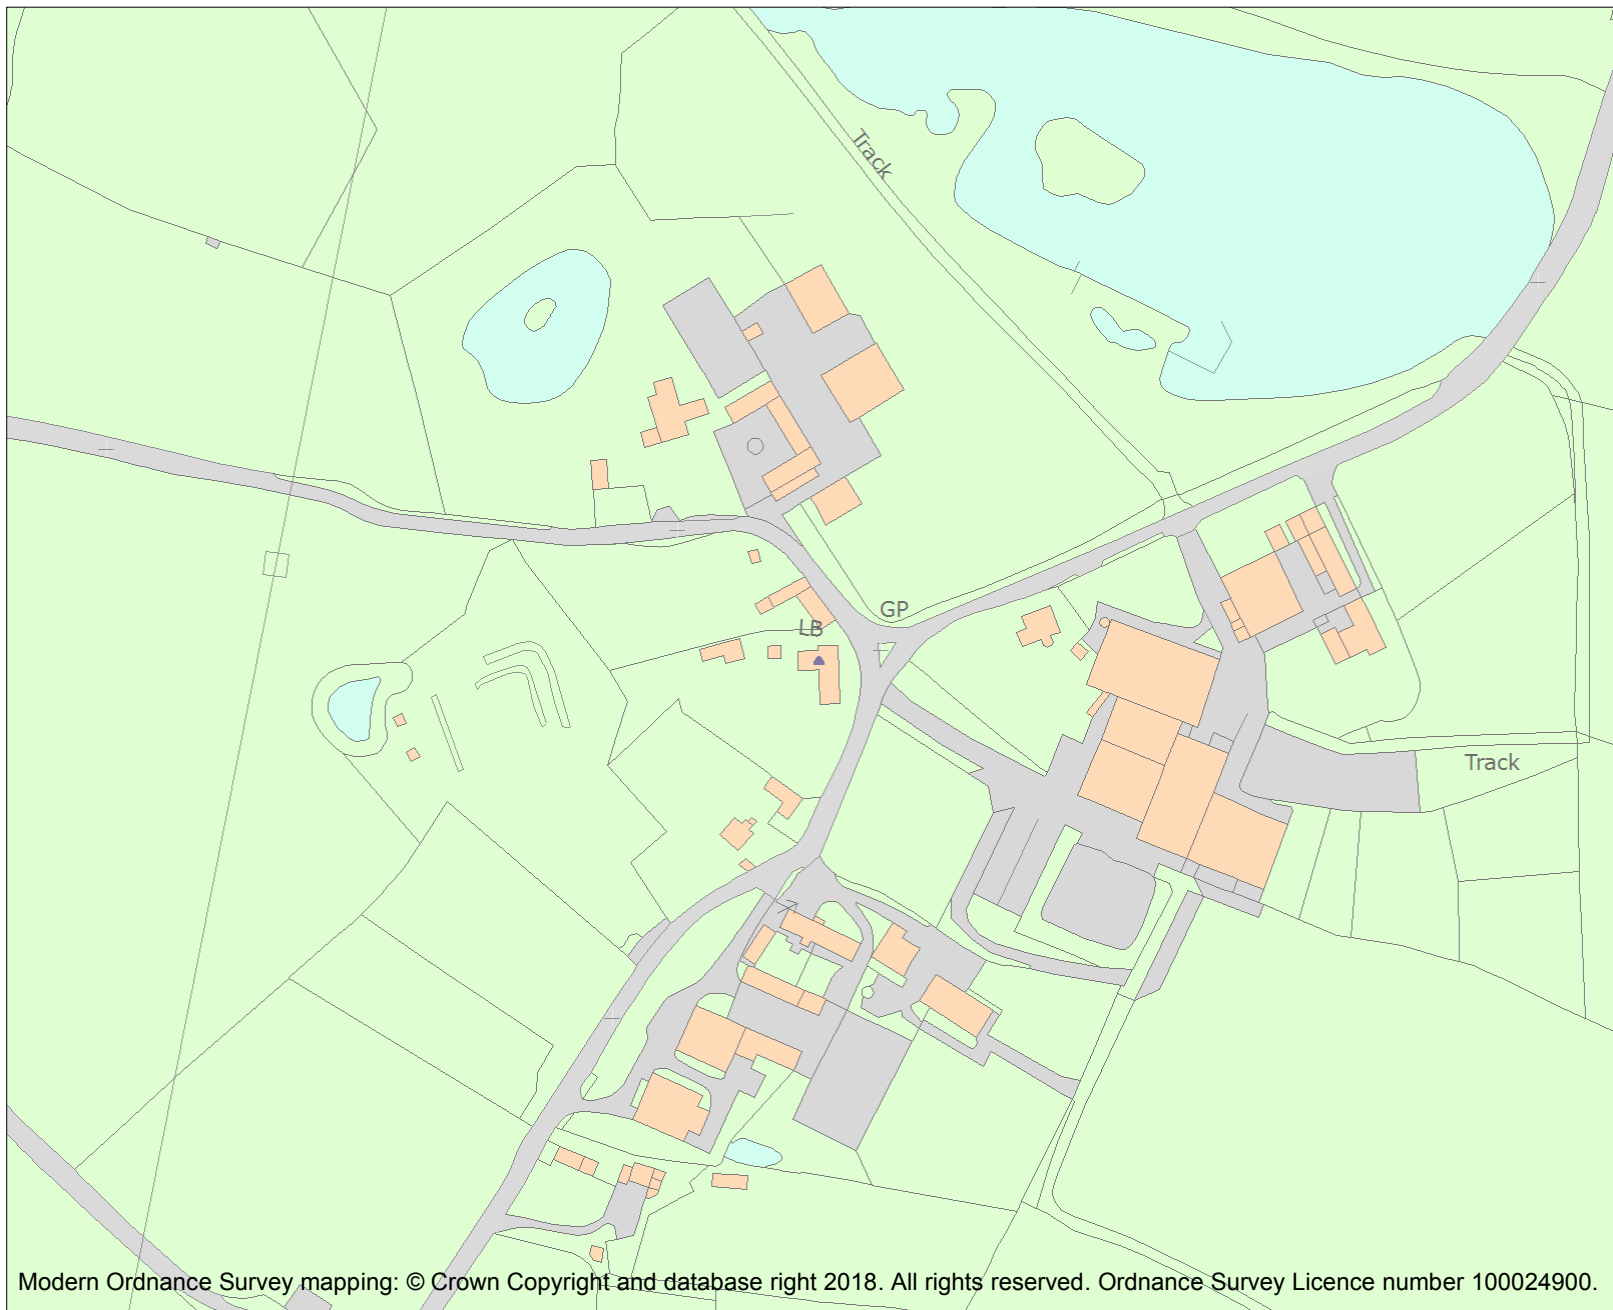 Track
GP
LB
Track
Modern Ordnance Survey mapping: © Crown Copyright and database right 2018. All rights reserved. Ordnance Survey Licence number 100024900.